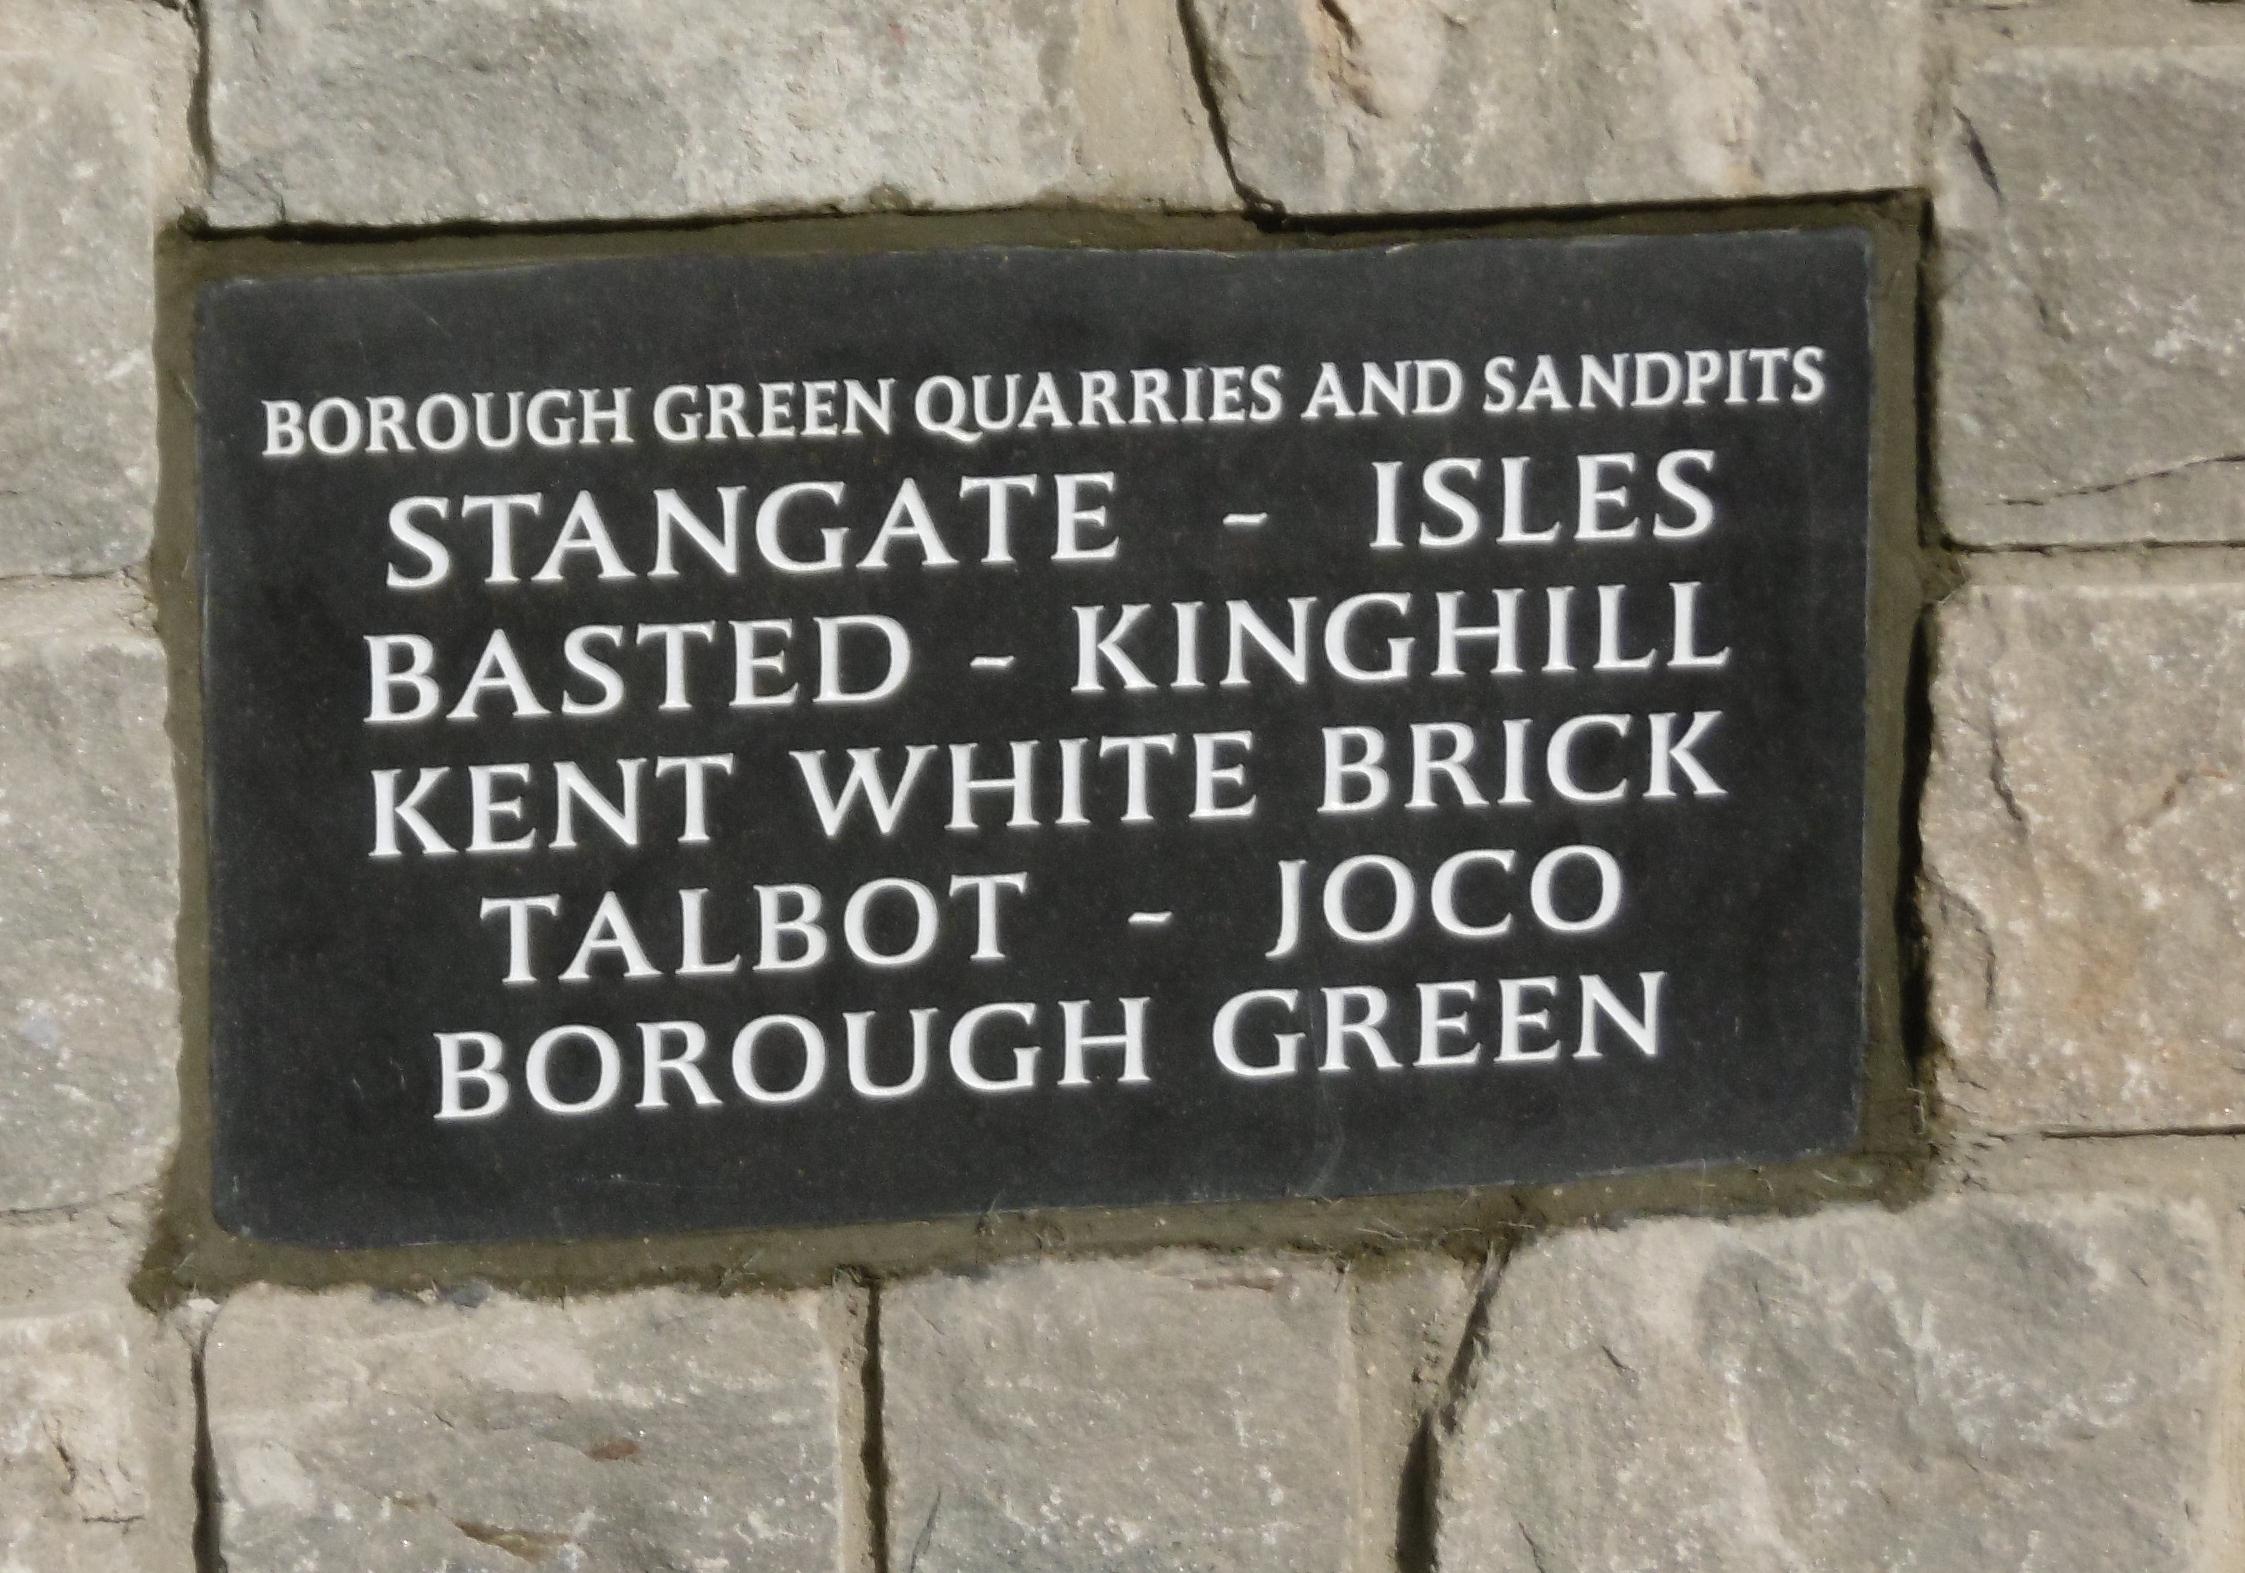 BOROUGH GREEN QUARRIES AND SANDPITS
STANGATE - ISLES
BASTED - KINGHILL
KENT WHITE BRICK
TALBOT - JOCO
BOROUGH GREEN